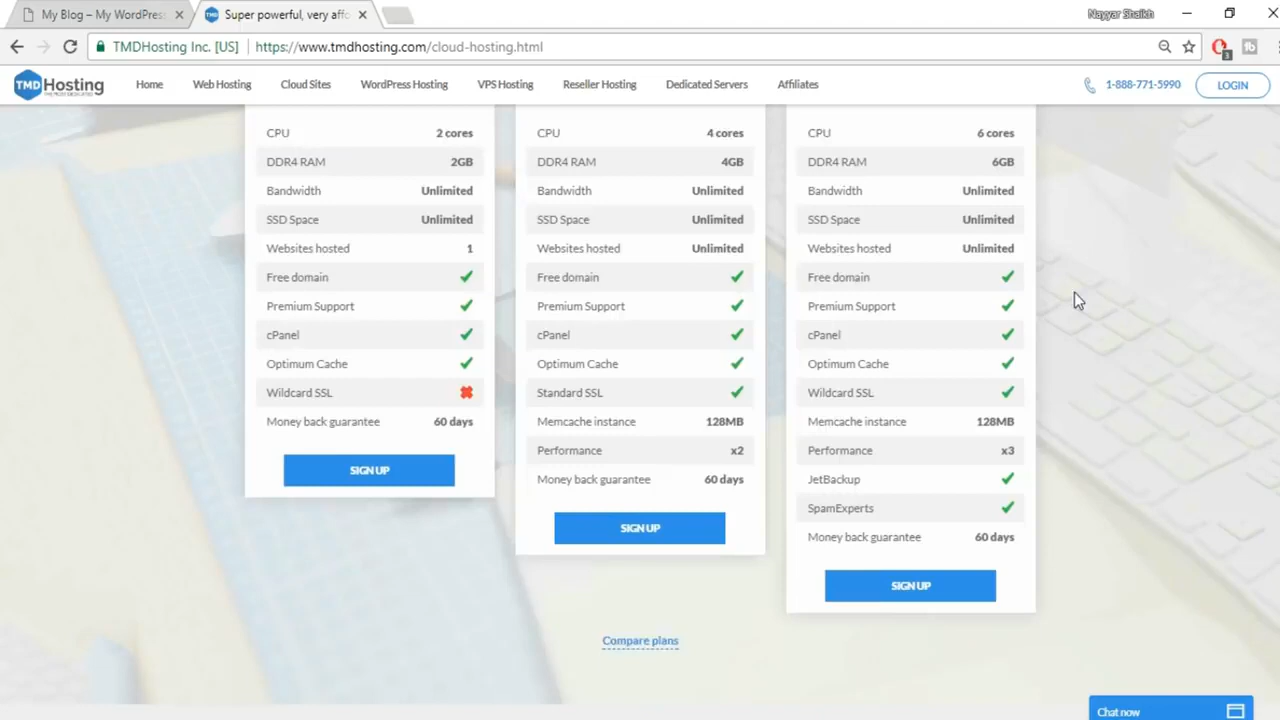 My Blog – My WordPres
Super powerful, very affo
Nayyar Shaikh
TMDHosting Inc. [US]
https://www.tmdhosting.com/cloud-hosting.html
3
TMDHosting
Home
Web Hosting
Cloud Sites
WordPress Hosting
VPS Hosting
Reseller Hosting
Dedicated Servers
Affiliates
1-888-771-5990
LOGIN
CPU 2 cores
DDR4 RAM 2GB
Bandwidth Unlimited
SSD Space Unlimited
Websites hosted 1
Free domain
Premium Support
cPanel
Optimum Cache
Wildcard SSL
Money back guarantee 60 days
SIGN UP
CPU 4 cores
DDR4 RAM 4GB
Bandwidth Unlimited
SSD Space Unlimited
Websites hosted Unlimited
Free domain
Premium Support
cPanel
Optimum Cache
Standard SSL
Memcache instance 128MB
Performance x2
Money back guarantee 60 days
SIGN UP
CPU 6 cores
DDR4 RAM 6GB
Bandwidth Unlimited
SSD Space Unlimited
Websites hosted Unlimited
Free domain
Premium Support
cPanel
Optimum Cache
Wildcard SSL
Memcache instance 128MB
Performance x3
JetBackup
SpamExperts
Money back guarantee 60 days
SIGN UP
Compare plans
Chat now